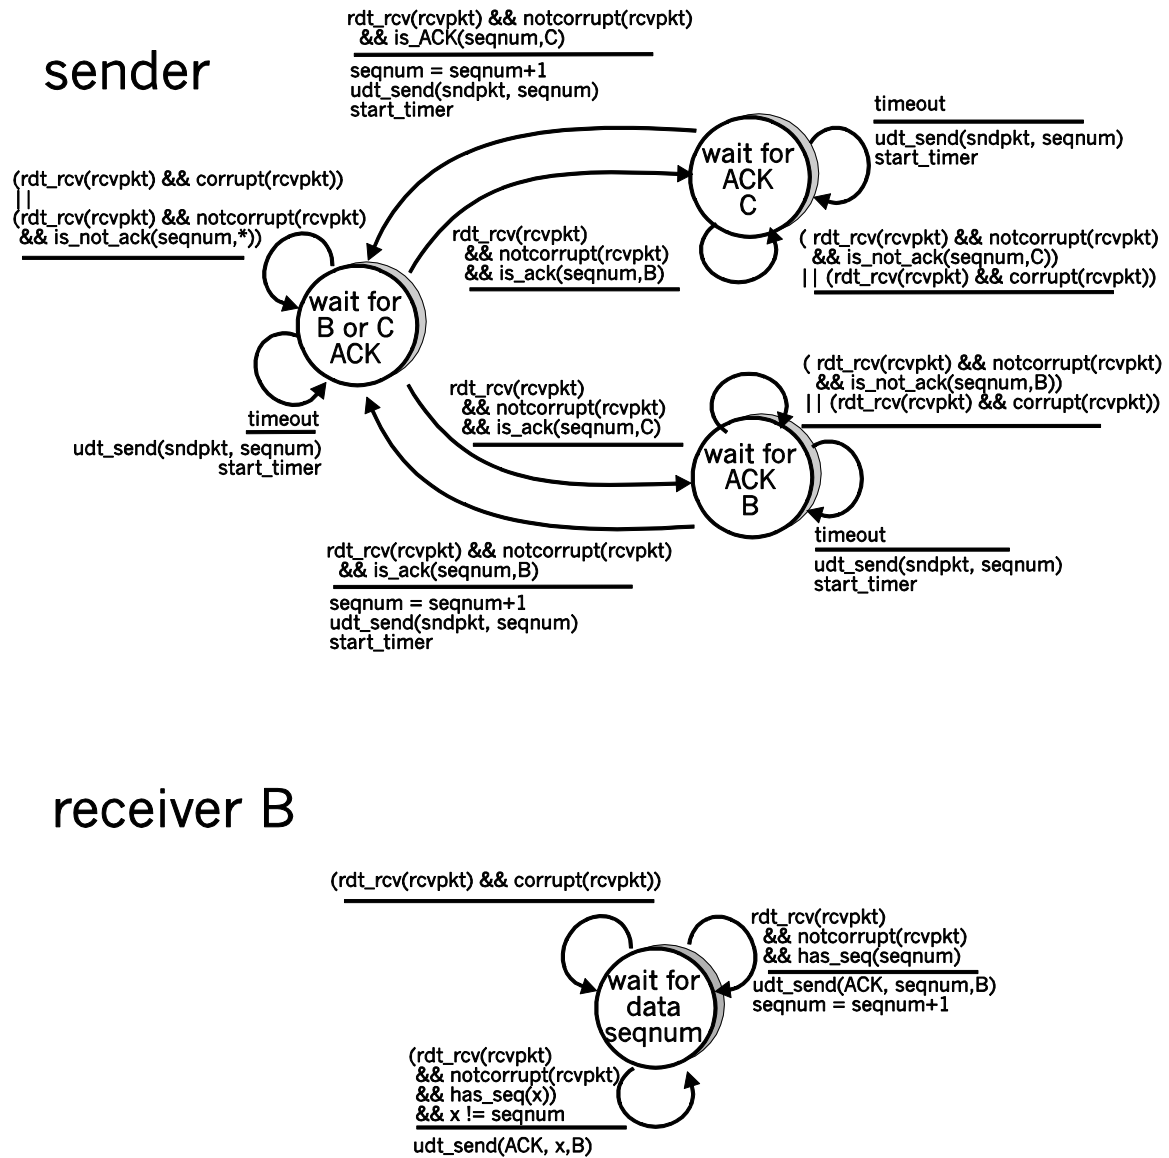 sender
rdt_rcv(rcvpkt) && notcorrupt(rcvpkt)
&& is_ACK(seqnum,C)
seqnum = seqnum+1
udt_send(sndpkt, seqnum)
start_timer
timeout
udt_send(sndpkt, seqnum)
start_timer
wait for
ACK
C
(rdt_rcv(rcvpkt) && corrupt(rcvpkt))
||
(rdt_rcv(rcvpkt) && notcorrupt(rcvpkt)
&& is_not_ack(seqnum,*))
rdt_rcv(rcvpkt)
&& notcorrupt(rcvpkt)
&& is_ack(seqnum,B)
( rdt_rcv(rcvpkt) && notcorrupt(rcvpkt)
&& is_not_ack(seqnum,C))
|| (rdt_rcv(rcvpkt) && corrupt(rcvpkt))
wait for
B or C
ACK
timeout
udt_send(sndpkt, seqnum)
start_timer
rdt_rcv(rcvpkt)
&& notcorrupt(rcvpkt)
&& is_ack(seqnum,C)
( rdt_rcv(rcvpkt) && notcorrupt(rcvpkt)
&& is_not_ack(seqnum,B))
|| (rdt_rcv(rcvpkt) && corrupt(rcvpkt))
wait for
ACK
B
timeout
udt_send(sndpkt, seqnum)
start_timer
rdt_rcv(rcvpkt) && notcorrupt(rcvpkt)
&& is_ack(seqnum,B)
seqnum = seqnum+1
udt_send(sndpkt, seqnum)
start_timer
receiver B
(rdt_rcv(rcvpkt) && corrupt(rcvpkt))
rdt_rcv(rcvpkt)
&& notcorrupt(rcvpkt)
&& has_seq(seqnum)
udt_send(ACK, seqnum,B)
seqnum = seqnum+1
wait for
data
seqnum
(rdt_rcv(rcvpkt)
&& notcorrupt(rcvpkt)
&& has_seq(x))
&& x != seqnum
udt_send(ACK, x,B)